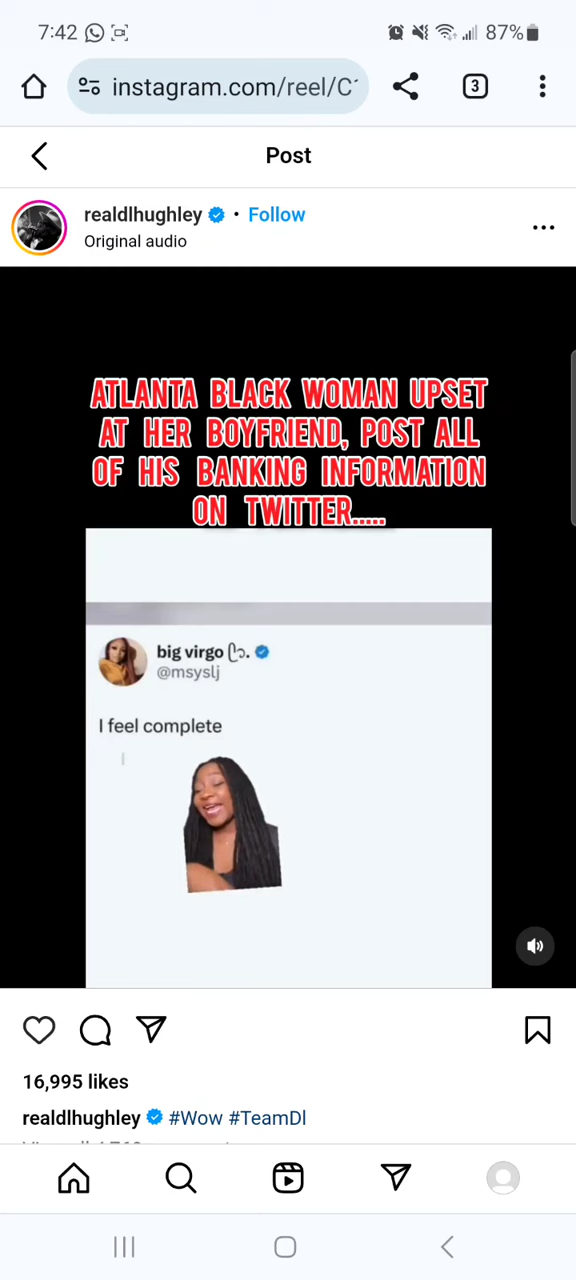 7:42
87%
instagram.com/reel/C
3
Post
realdlhughley • Follow
Original audio
ATLANTA BLACK WOMAN UPSET
AT HER BOYFRIEND, POST ALL
OF HIS BANKING INFORMATION
ON TWITTER.....
big virgo
@msyslj
I feel complete
16,995 likes
realdlhughley #Wow #TeamDl